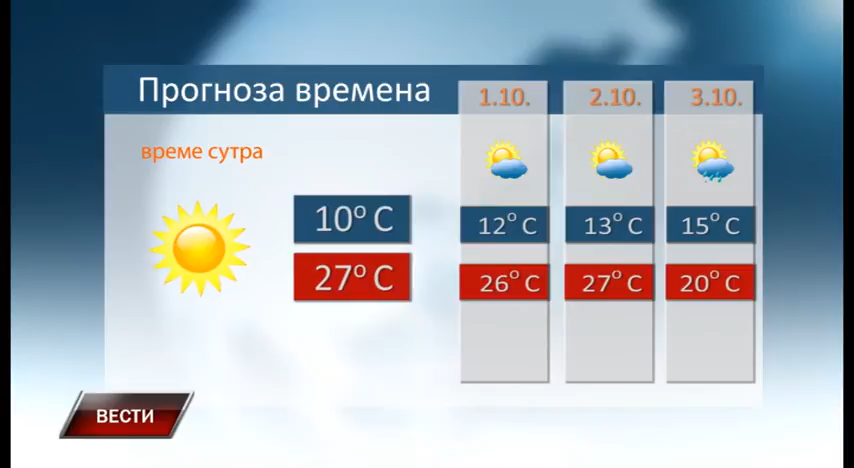 Прогноза времена
1.10. 2.10. 3.10.
време сутра
10° C 12° C 13° C 15° C
27° C 26° C 27° C 20° C
ВЕСТИ